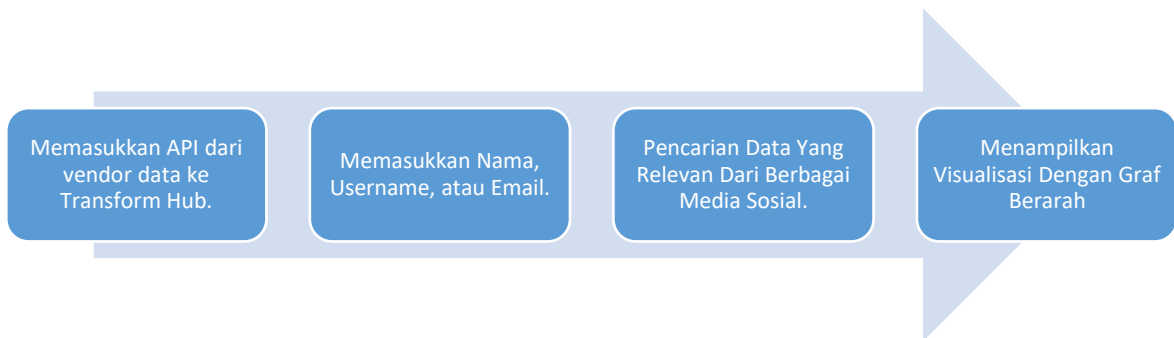 Memasukkan API dari
vendor data ke
Transform Hub.
Memasukkan Nama,
Username, atau Email.
Pencarian Data Yang
Relevan Dari Berbagai
Media Sosial.
Menampilkan
Visualisasi Dengan Graf
Berarah